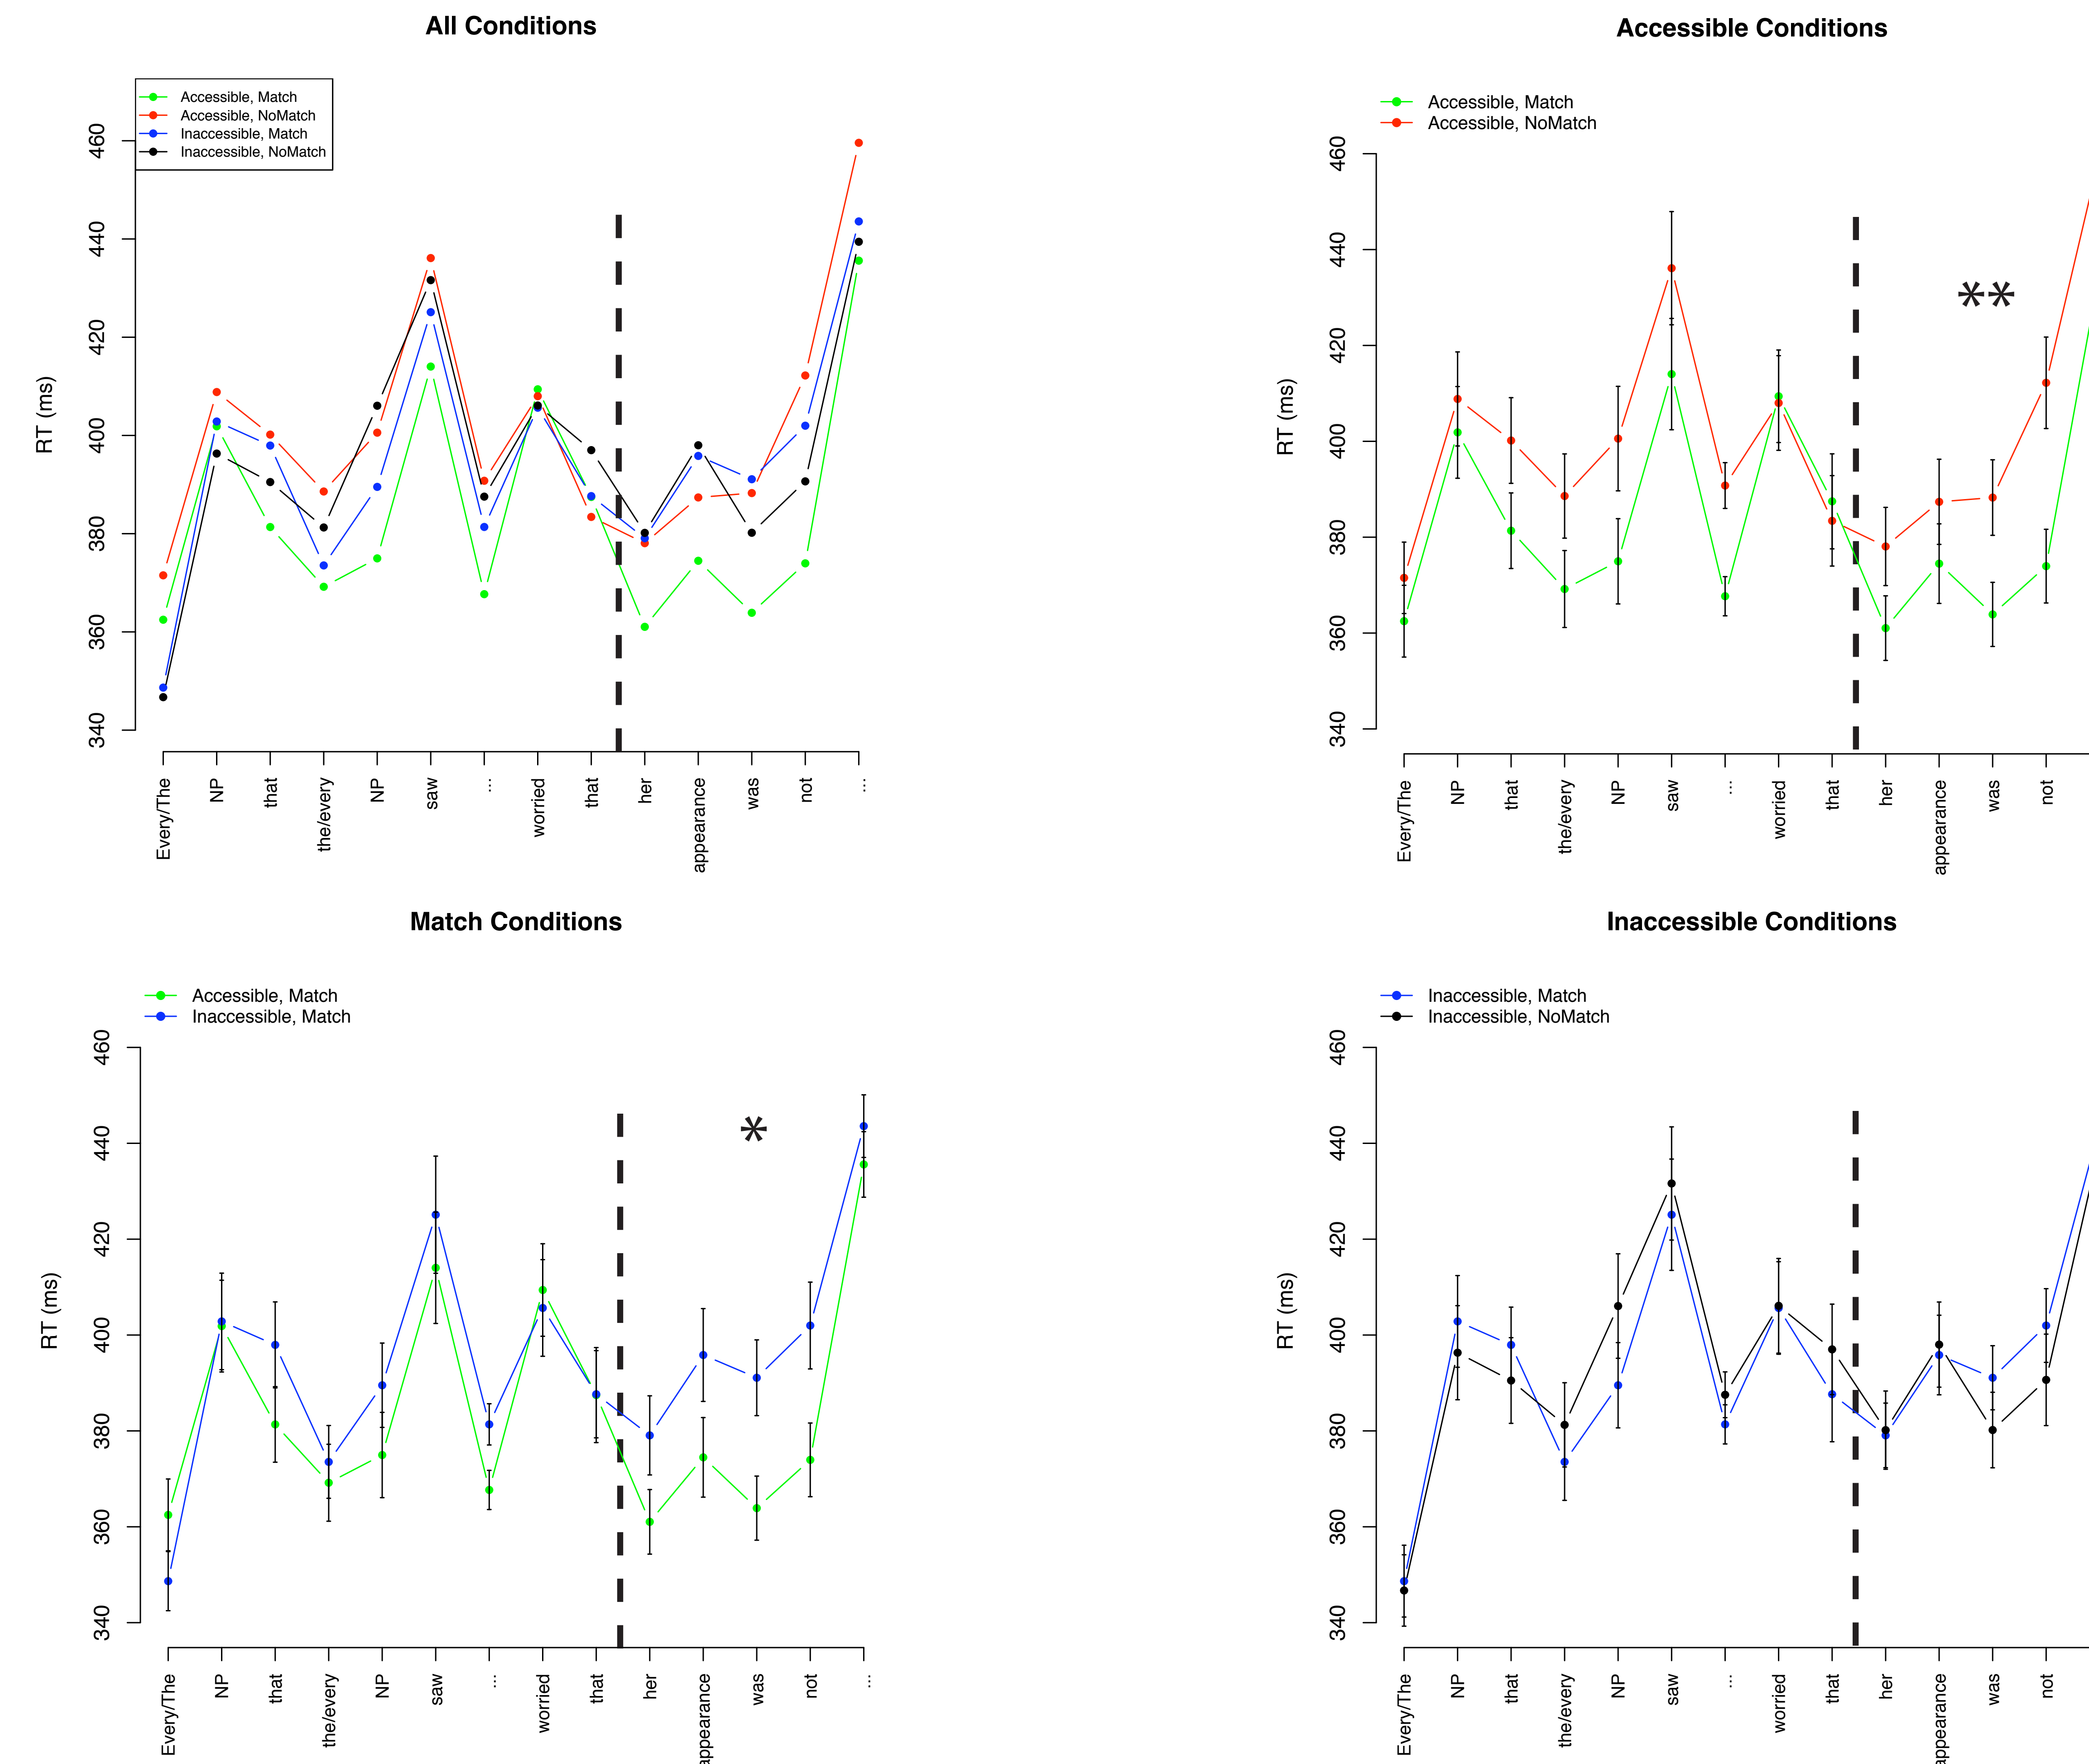 All Conditions
Accessible, Match
Accessible, NoMatch
Inaccessible, Match
Inaccessible, NoMatch
RT (ms)
460
440
420
400
380
360
340
Every/The
NP
that
the/every
NP
saw
...
worried
that
her
appearance
was
not
...
Accessible Conditions
Accessible, Match
Accessible, NoMatch
RT (ms)
460
440
420
400
380
360
340
**
Every/The
NP
that
the/every
NP
saw
...
worried
that
her
appearance
was
not
Match Conditions
Accessible, Match
Inaccessible, Match
RT (ms)
460
440
420
400
380
360
340
*
Every/The
NP
that
the/every
NP
saw
...
worried
that
her
appearance
was
not
...
Inaccessible Conditions
Inaccessible, Match
Inaccessible, NoMatch
RT (ms)
460
440
420
400
380
360
340
Every/The
NP
that
the/every
NP
saw
...
worried
that
her
appearance
was
not